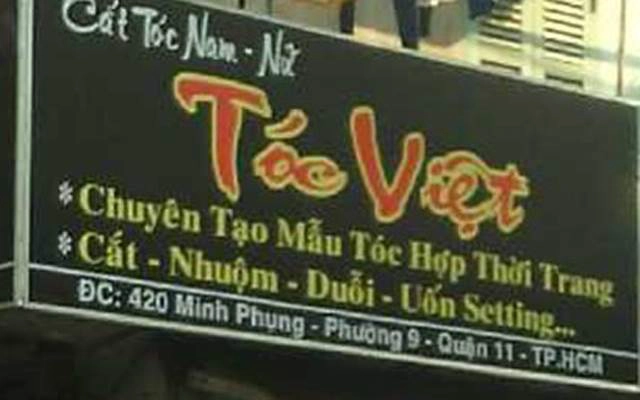 Cắt Tóc Nam - Nữ
Tóc Việt
* Chuyên Tạo Mẫu Tóc Hợp Thời Trang
* Cắt - Nhuộm - Duỗi - Uốn Setting...
ĐC: 420 Minh Phụng - Phường 9 - Quận 11 - TP.HCM